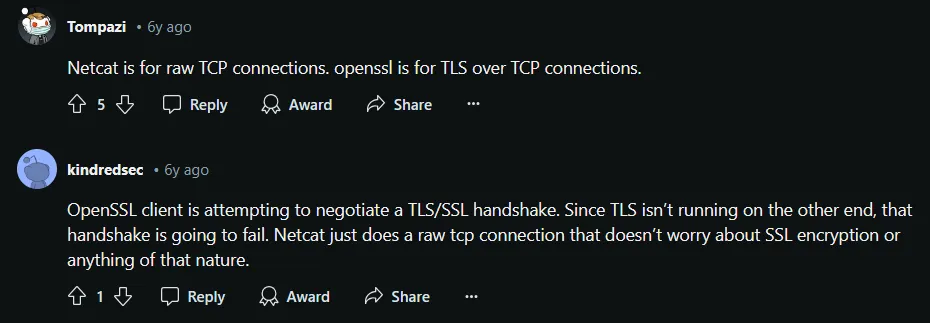 Tompazi • 6y ago
Netcat is for raw TCP connections. openssl is for TLS over TCP connections.
5 Reply Award Share ...
kindredsec • 6y ago
OpenSSL client is attempting to negotiate a TLS/SSL handshake. Since TLS isn’t running on the other end, that
handshake is going to fail. Netcat just does a raw tcp connection that doesn’t worry about SSL encryption or
anything of that nature.
1 Reply Award Share ...